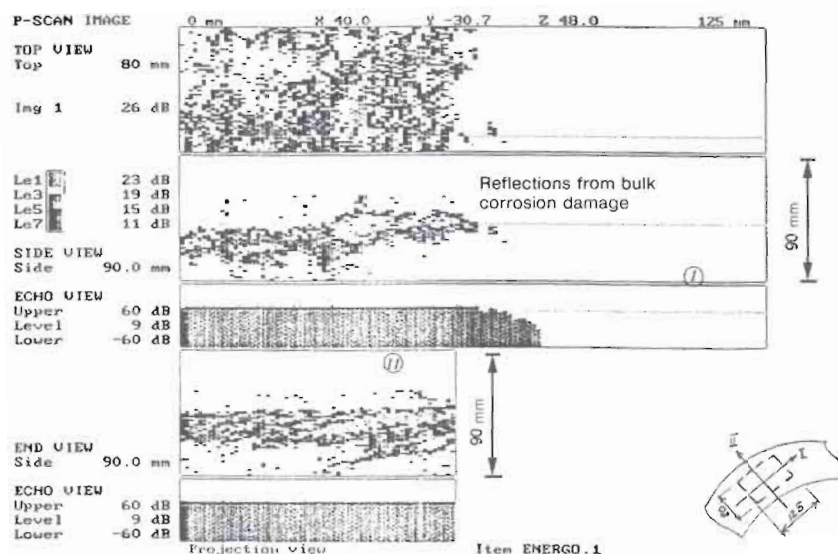 P-SCAN IMAGE
0 mm X 40.0 Y -30.7 Z 48.0 125 mm
TOP VIEW
Top 80 mm
Img 1 26 dB
S
Le1 23 dB
Le3 19 dB
Le5 15 dB
Le7 11 dB
Reflections from bulk
corrosion damage
S
90 mm
SIDE VIEW
Side 90.0 mm
I
ECHO VIEW
Upper 60 dB
Level 9 dB
Lower -60 dB
II
90 mm
END VIEW
Side 90.0 mm
I
125
ECHO VIEW
Upper 60 dB
Level 9 dB
Lower -60 dB
Projection view Item ENERGO.1